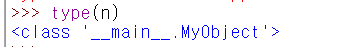 >>> type(n)
<class '__main__.MyObject'>